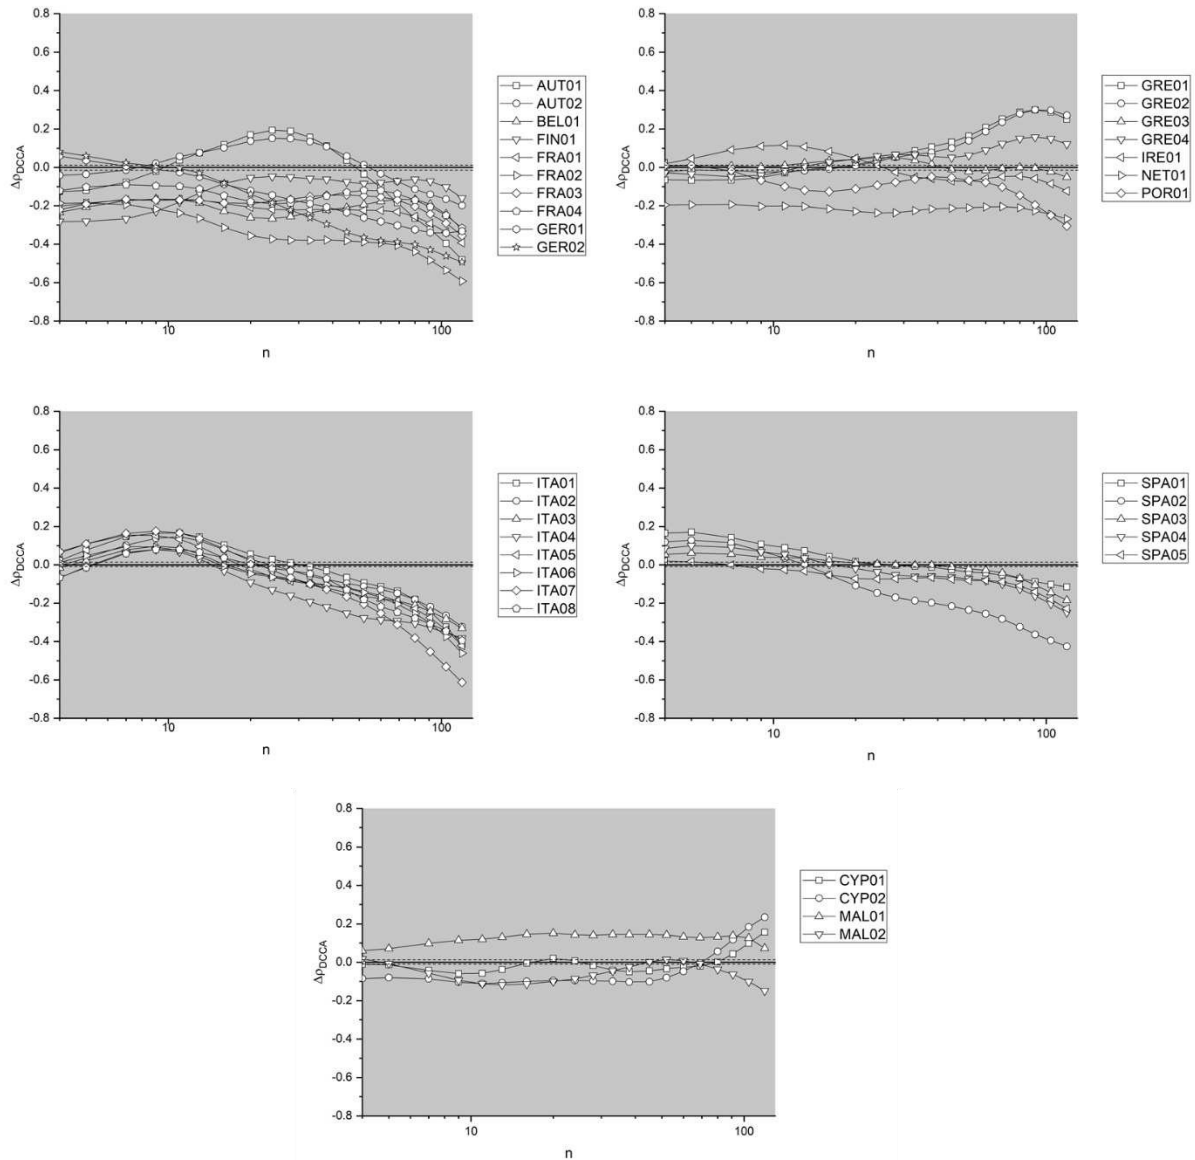 0.8
0.6
0.4
0.2
0.0
-0.2
-0.4
-0.6
-0.8
ΔρDCCA
10
100
n
AUT01
AUT02
BEL01
FIN01
FRA01
FRA02
FRA03
FRA04
GER01
GER02
0.8
0.6
0.4
0.2
0.0
-0.2
-0.4
-0.6
-0.8
ΔρDCCA
10
100
n
GRE01
GRE02
GRE03
GRE04
IRE01
NET01
POR01
0.8
0.6
0.4
0.2
0.0
-0.2
-0.4
-0.6
-0.8
ΔρDCCA
10
100
n
ITA01
ITA02
ITA03
ITA04
ITA05
ITA06
ITA07
ITA08
0.8
0.6
0.4
0.2
0.0
-0.2
-0.4
-0.6
-0.8
ΔρDCCA
10
100
n
SPA01
SPA02
SPA03
SPA04
SPA05
0.8
0.6
0.4
0.2
0.0
-0.2
-0.4
-0.6
-0.8
ΔρDCCA
10
100
n
CYP01
CYP02
MAL01
MAL02